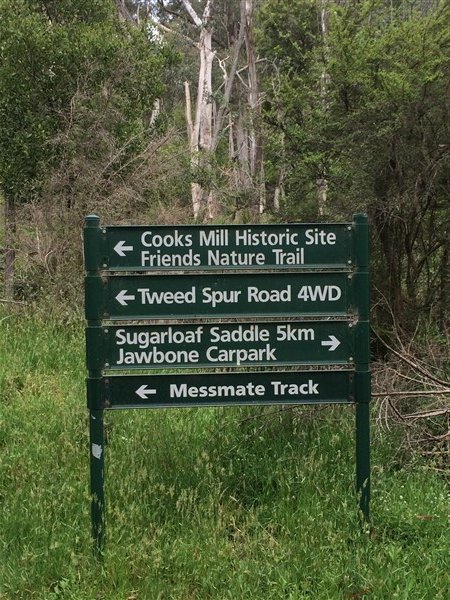 Cooks Mill Historic Site
Friends Nature Trail
Tweed Spur Road 4WD
Sugarloaf Saddle 5km
Jawbone Carpark
Messmate Track